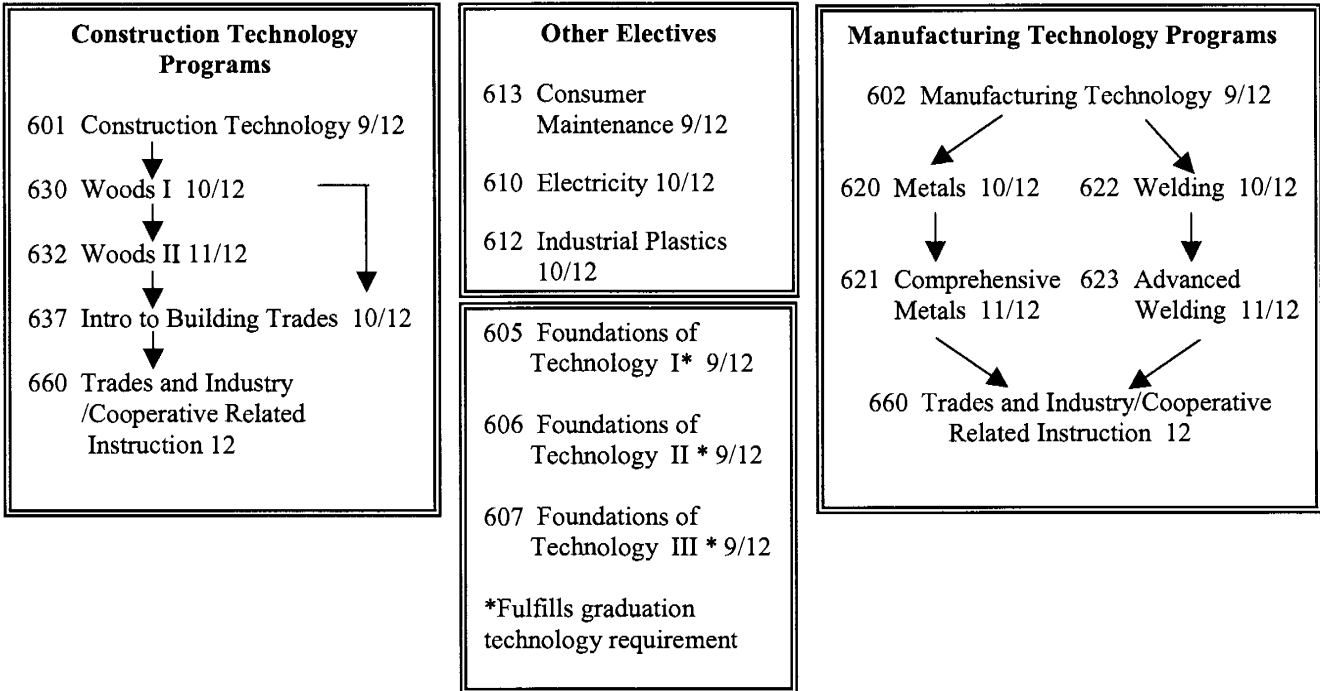 Construction Technology
Programs
601 Construction Technology 9/12
630 Woods I 10/12
632 Woods II 11/12
637 Intro to Building Trades 10/12
660 Trades and Industry
/Cooperative Related
Instruction 12
Other Electives
613 Consumer
Maintenance 9/12
610 Electricity 10/12
612 Industrial Plastics
10/12
605 Foundations of
Technology I* 9/12
606 Foundations of
Technology II * 9/12
607 Foundations of
Technology III * 9/12
*Fulfills graduation
technology requirement
Manufacturing Technology Programs
602 Manufacturing Technology 9/12
620 Metals 10/12
622 Welding 10/12
621 Comprehensive
Metals 11/12
623 Advanced
Welding 11/12
660 Trades and Industry/Cooperative
Related Instruction 12